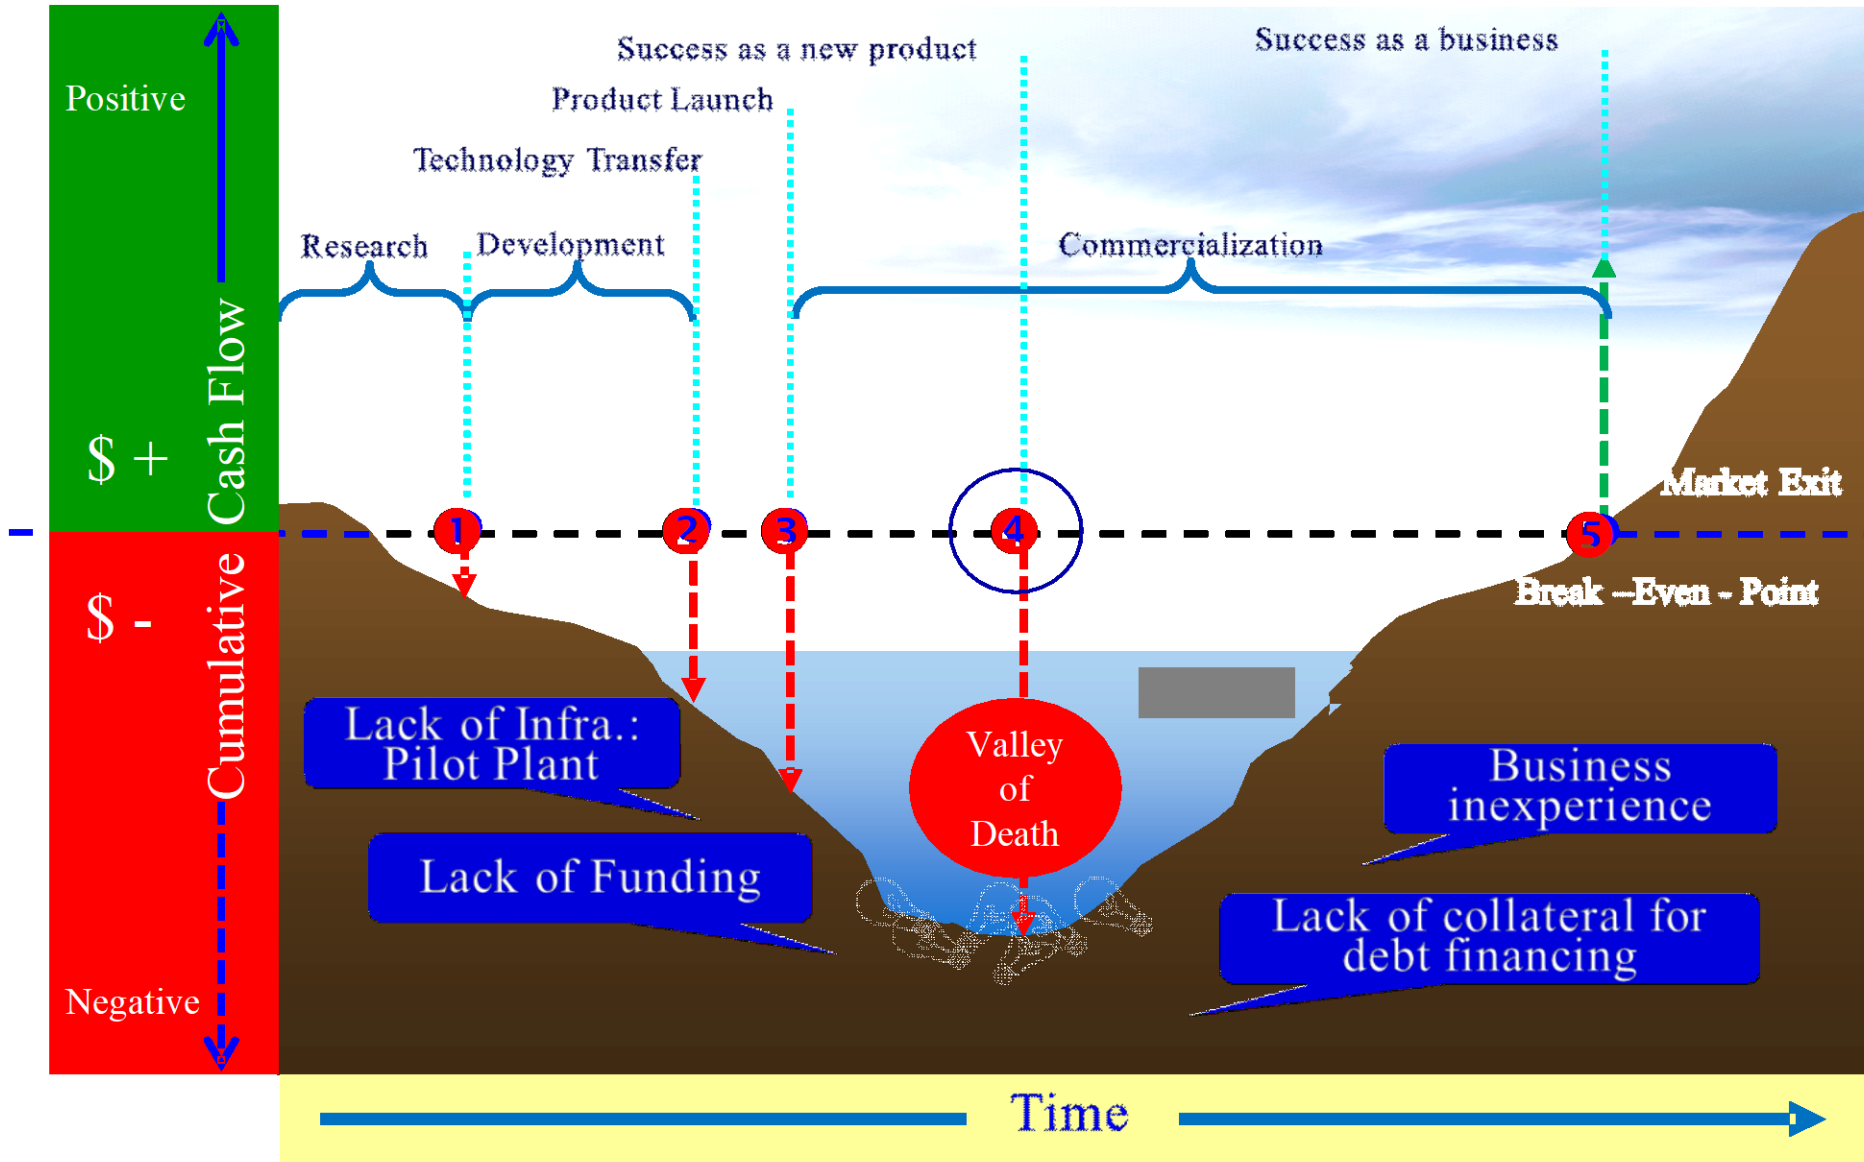 Positive
$ +
Cash Flow
Cumulative
$ -
Negative
Success as a new product
Success as a business
Product Launch
Technology Transfer
Research
Development
Commercialization
1
2
3
4
5
Market Exit
Break –Even - Point
Lack of Infra.:
Pilot Plant
Lack of Funding
Valley
of
Death
Business
inexperience
Lack of collateral for
debt financing
Time